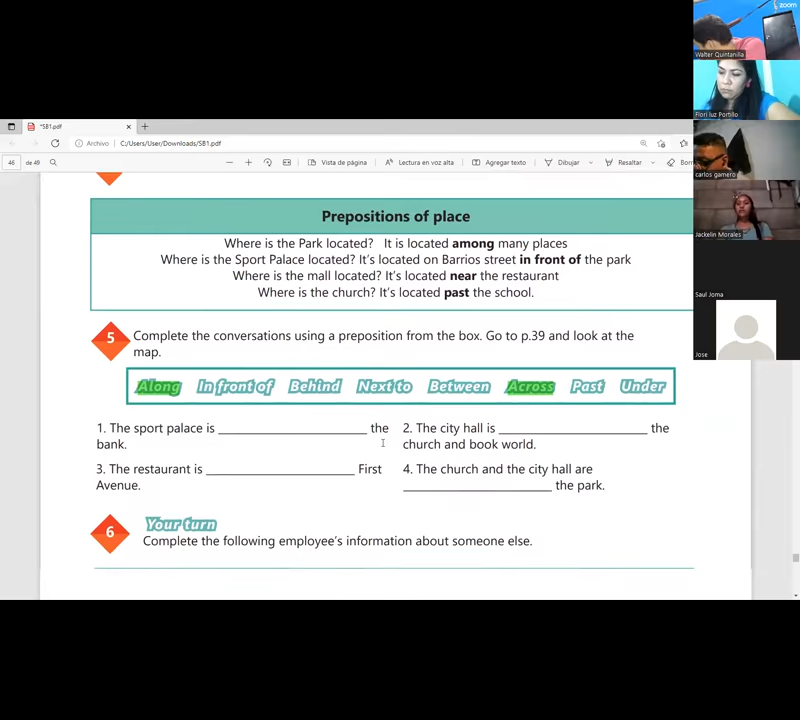 zoom
Walter Quintanilla
Flori luz Portillo
carlos gamero
Jackelin Morales
Saul Joma
Jose
*SB1.pdf
Archivo | C:/Users/User/Downloads/SB1.pdf
46 de 49
Vista de página
Lectura en voz alta
Agregar texto
Dibujar
Resaltar
Borr
Prepositions of place
Where is the Park located? It is located among many places
Where is the Sport Palace located? It's located on Barrios street in front of the park
Where is the mall located? It's located near the restaurant
Where is the church? It's located past the school.
5 Complete the conversations using a preposition from the box. Go to p.39 and look at the
map.
Along In front of Behind Next to Between Across Past Under
1. The sport palace is ____________________ the
bank.
2. The city hall is ____________________ the
church and book world.
3. The restaurant is ____________________ First
Avenue.
4. The church and the city hall are
____________________ the park.
6 Your turn
Complete the following employee's information about someone else.